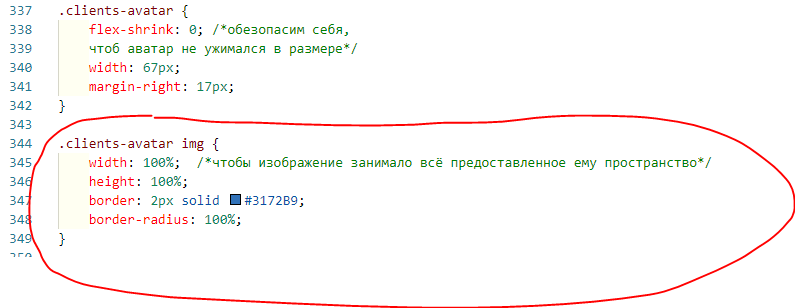 337 .clients-avatar {
338 flex-shrink: 0; /*обезопасим себя,
339 чтоб аватар не ужимался в размере*/
340 width: 67px;
341 margin-right: 17px;
342 }
343
344 .clients-avatar img {
345 width: 100%; /*чтобы изображение занимало всё предоставленное ему пространство*/
346 height: 100%;
347 border: 2px solid #3172B9;
348 border-radius: 100%;
349 }